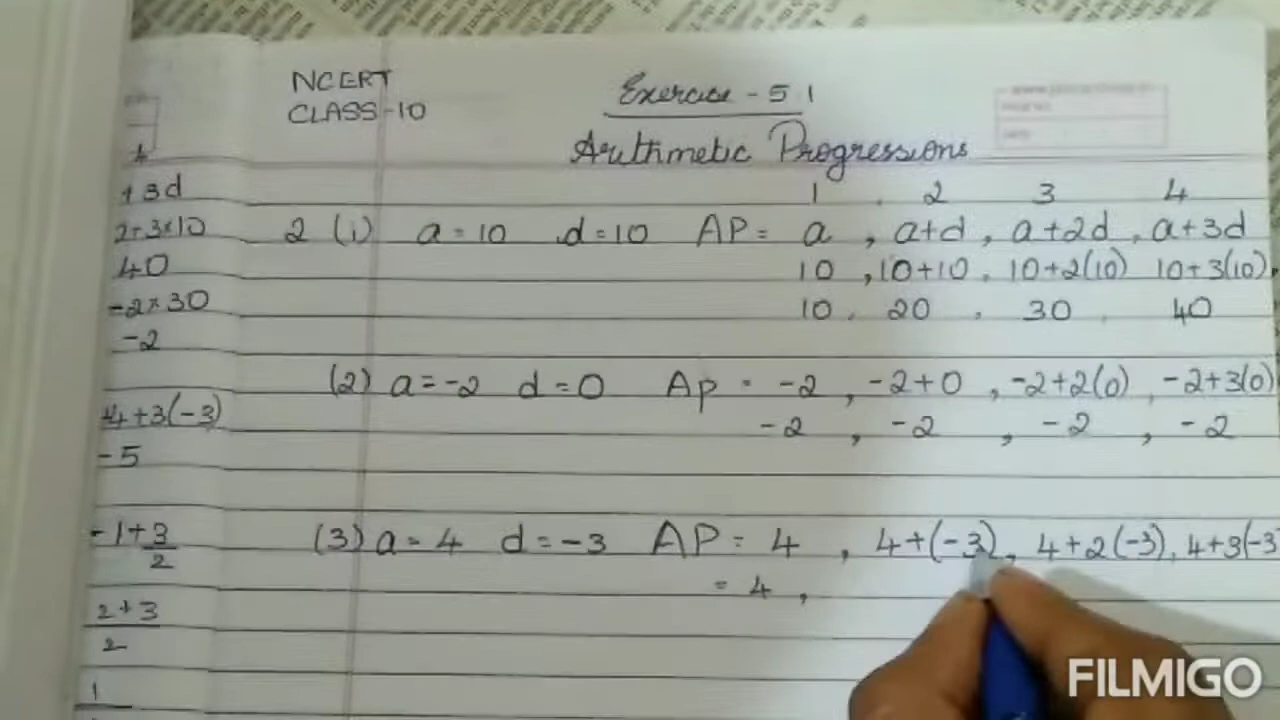 NCERT
CLASS-10
Exercise - 5.1
Arithmetic Progressions
1 2 3 4
2 (1) a = 10 d = 10 AP = a , a+d , a+2d , a+3d
10 , 10+10 , 10+2(10) 10+3(10),
10 , 20 , 30 , 40
(2) a = -2 d = 0 Ap = -2 , -2+0 , -2+2(0) , -2+3(0)
-2 , -2 , -2 , -2
(3) a = 4 d = -3 AP = 4 , 4+(-3) , 4+2(-3) , 4+3(-3
= 4 ,
+3d
2+3×10
40
-2×30
-2
4+3(-3)
-5
-1+3/2
2+3
2
1
FILMIGO